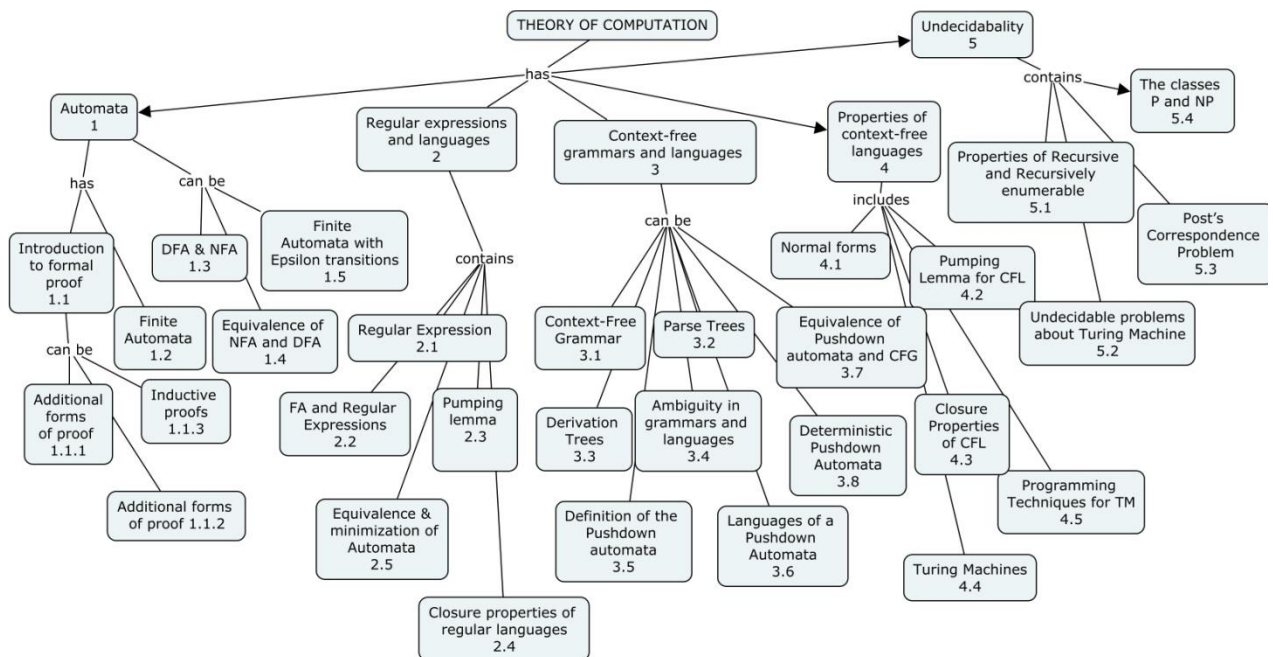 THEORY OF COMPUTATION
Undecidabality
5
has
contains
The classes
P and NP
5.4
Automata
1
Regular expressions
and languages
2
Context-free
grammars and languages
3
Properties of
context-free
languages
4
Properties of Recursive
and Recursively
enumerable
5.1
has
can be
can be
includes
Post's
Correspondence
Problem
5.3
Introduction
to formal
proof
1.1
DFA & NFA
1.3
Finite
Automata with
Epsilon transitions
1.5
contains
Normal forms
4.1
Pumping
Lemma for CFL
4.2
Finite
Automata
1.2
Equivalence of
NFA and DFA
1.4
Regular Expression
2.1
Context-Free
Grammar
3.1
Parse Trees
3.2
Equivalence of
Pushdown
automata and CFG
3.7
Undecidable problems
about Turing Machine
5.2
can be
Additional
forms
of proof
1.1.1
Inductive
proofs
1.1.3
FA and Regular
Expressions
2.2
Pumping
lemma
2.3
Derivation
Trees
3.3
Ambiguity in
grammars and
languages
3.4
Deterministic
Pushdown
Automata
3.8
Closure
Properties
of CFL
4.3
Additional forms
of proof 1.1.2
Equivalence &
minimization of
Automata
2.5
Definition of the
Pushdown
automata
3.5
Languages of a
Pushdown
Automata
3.6
Programming
Techniques for TM
4.5
Turing Machines
4.4
Closure properties of
regular languages
2.4